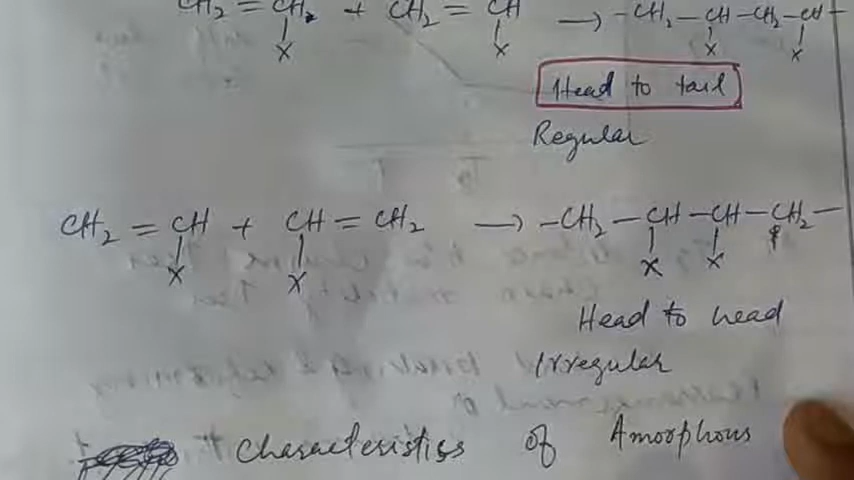 CH₂ = CH₂ + CH₂ = CH → -CH₂ - CH - CH₂ - CH -
X X X X
Head to tail
Regular
CH₂ = CH + CH = CH₂ → -CH₂ - CH - CH - CH₂ -
X X X X
Head to head
Irregular
Characteristics of Amorphous